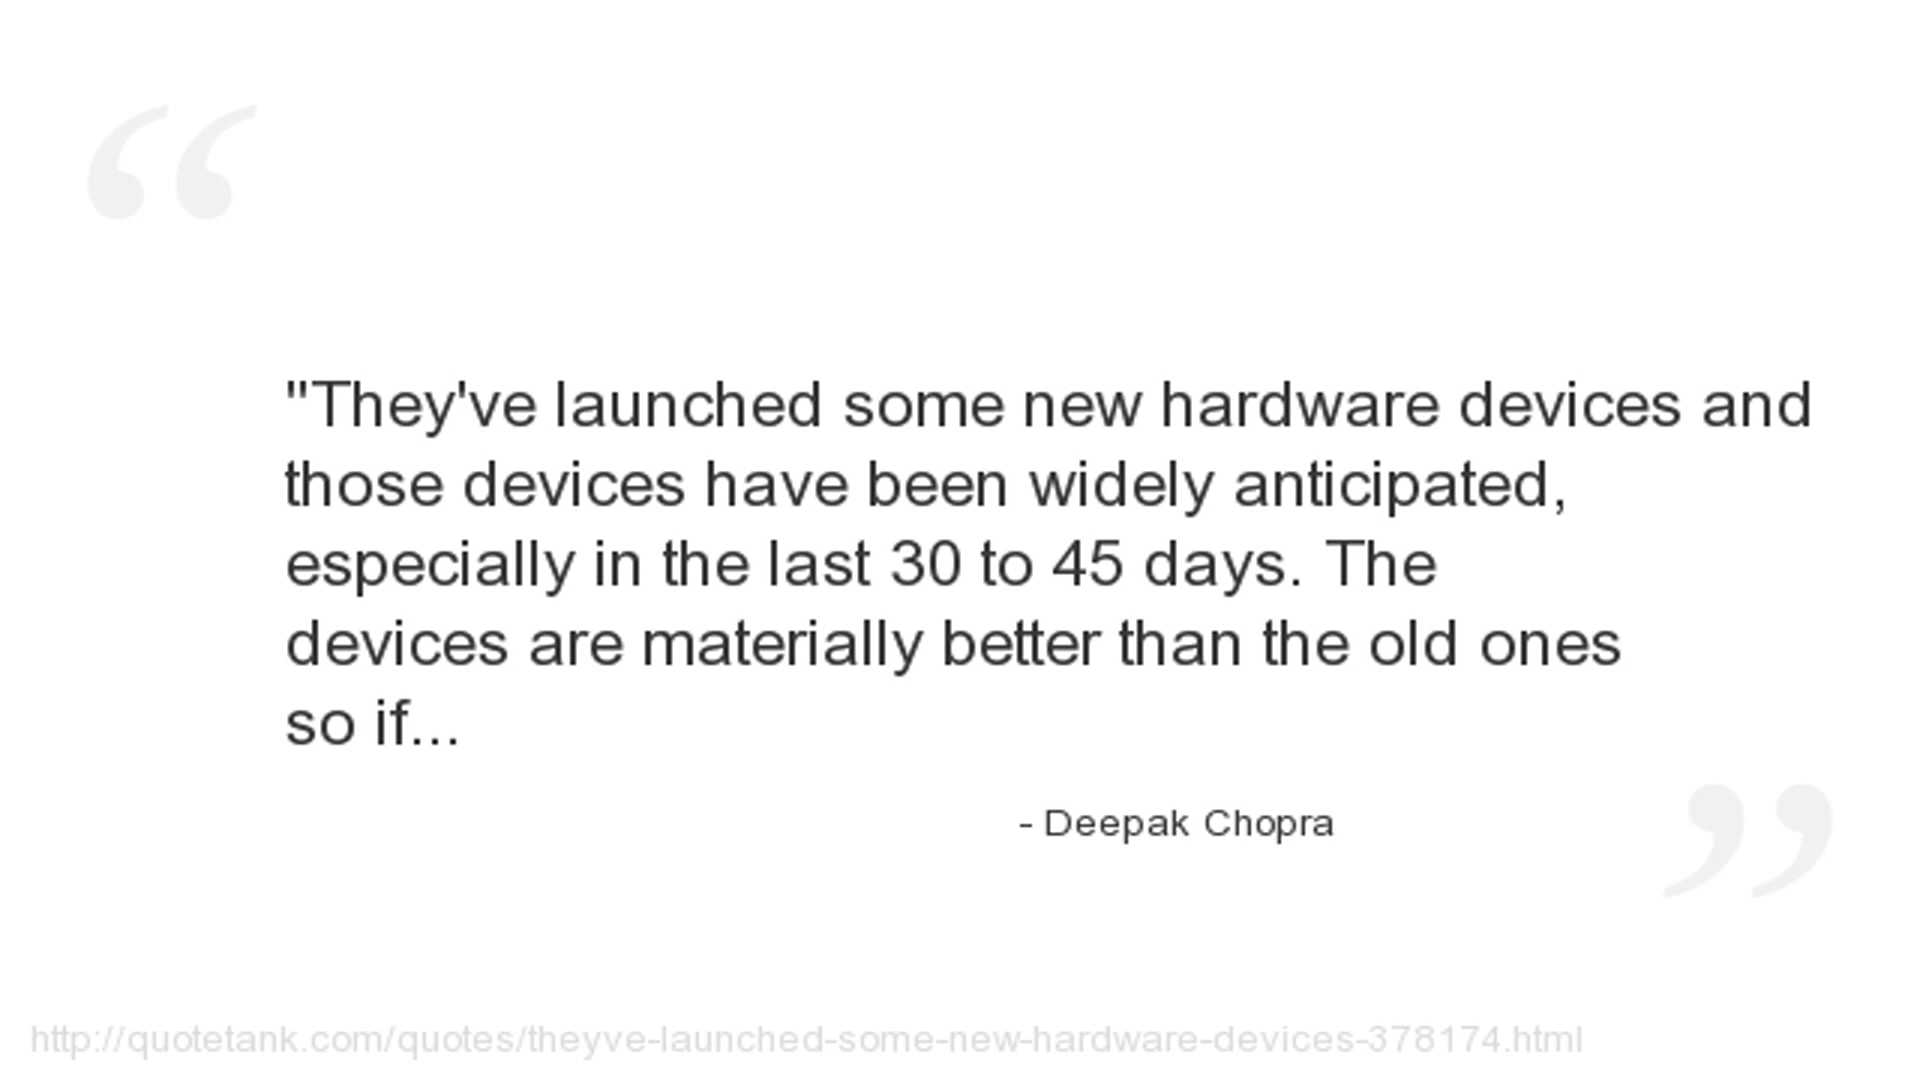 "They've launched some new hardware devices and
those devices have been widely anticipated,
especially in the last 30 to 45 days. The
devices are materially better than the old ones
so if...
- Deepak Chopra
http://quotetank.com/quotes/theyve-launched-some-new-hardware-devices-378174.html